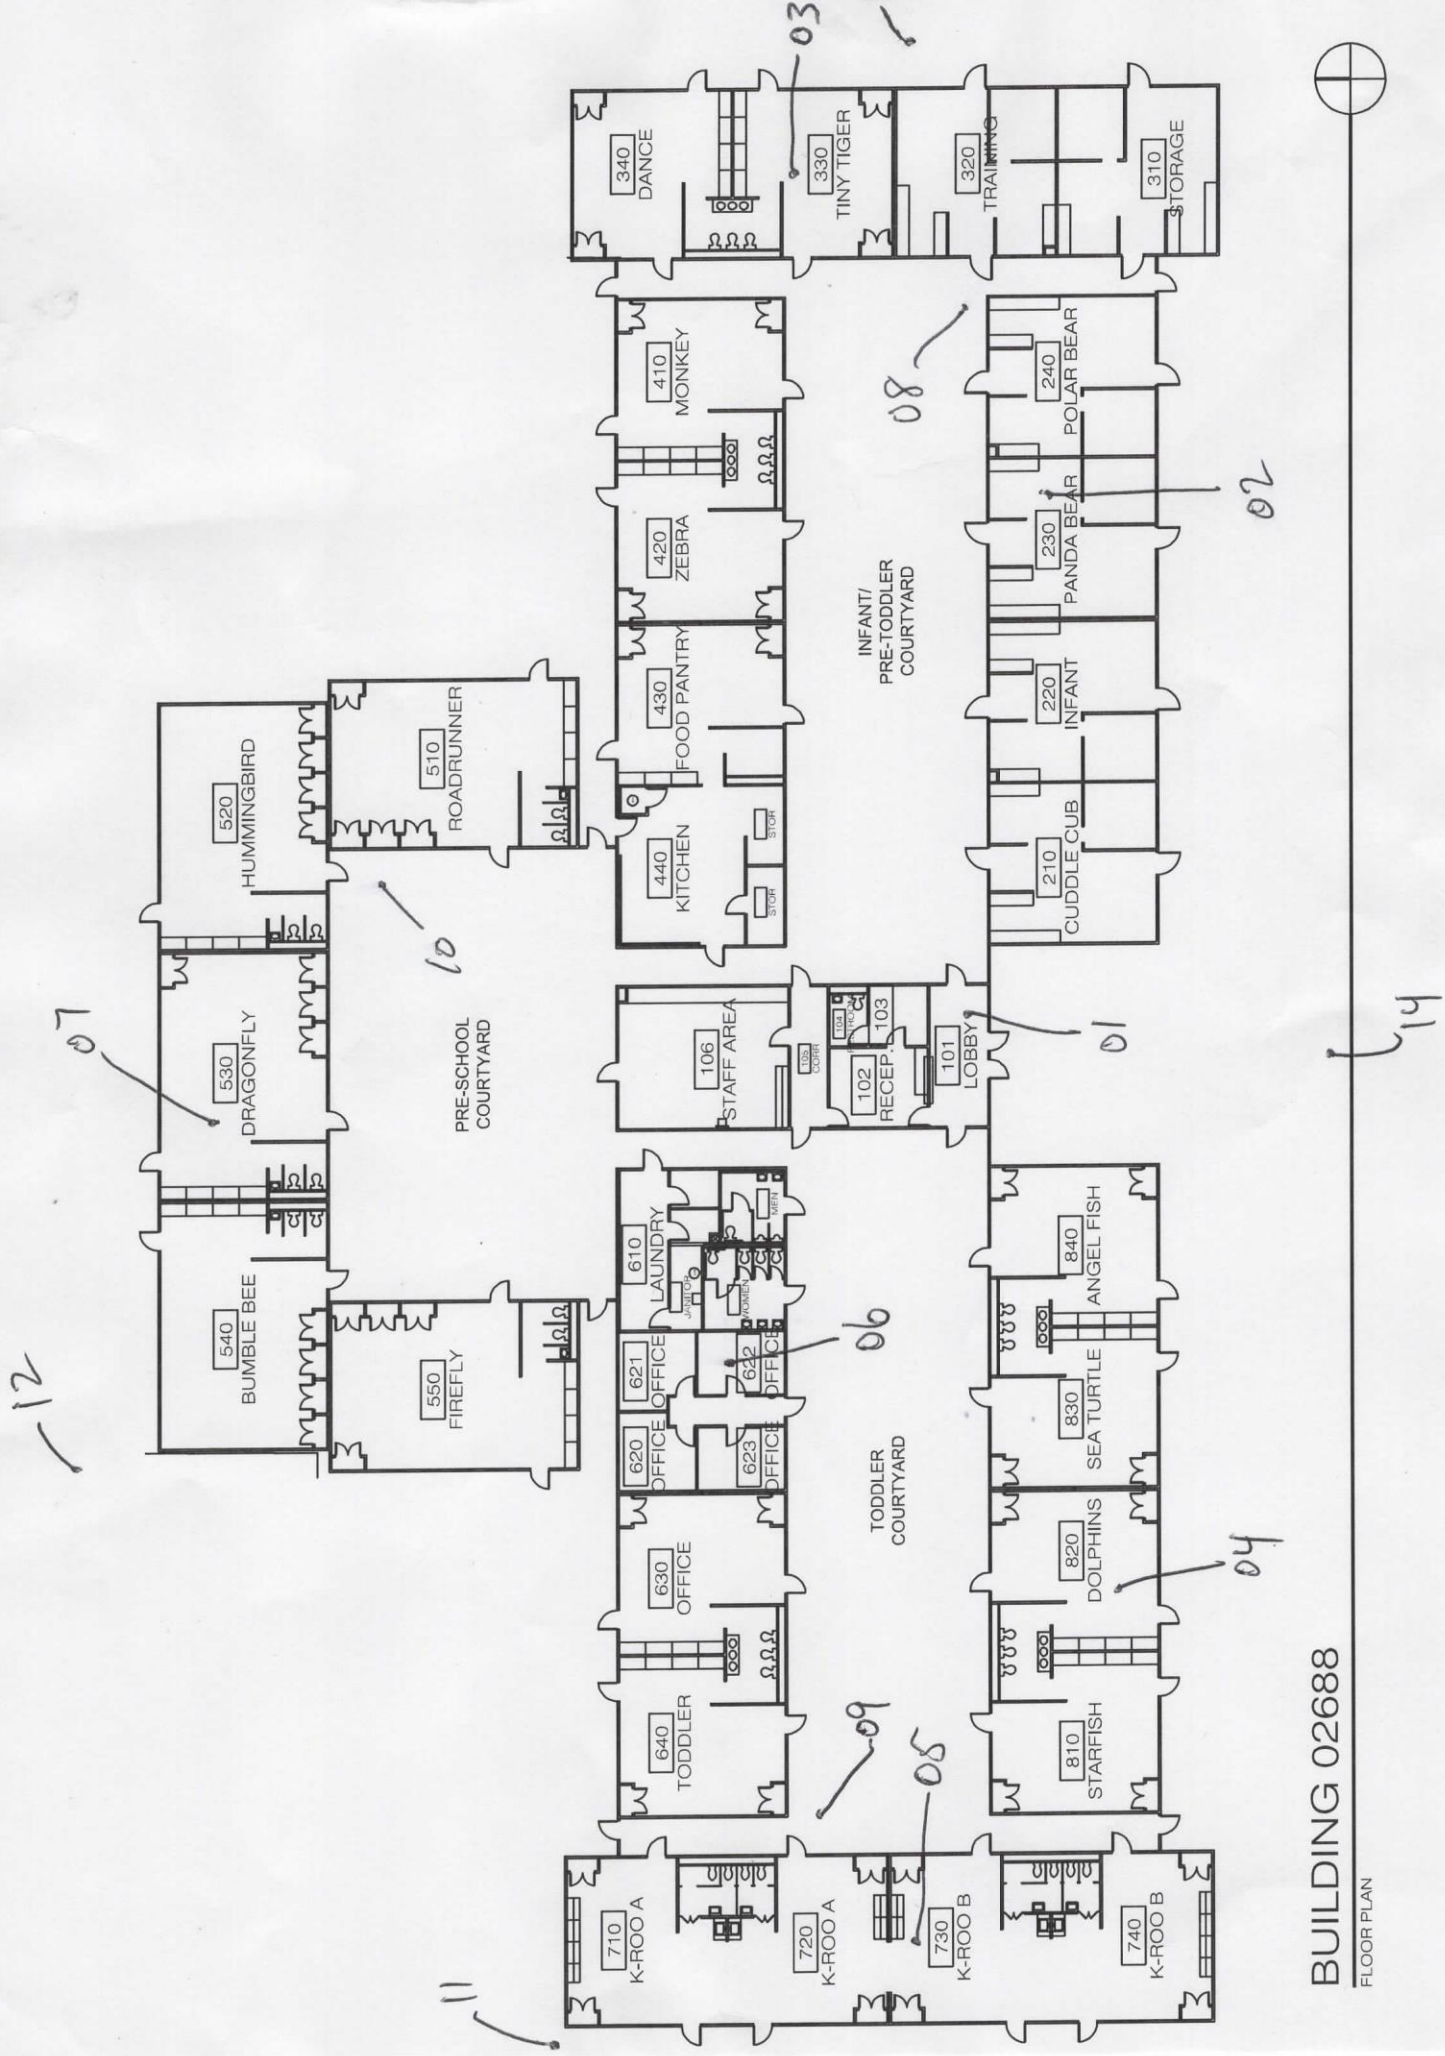 520
HUMMINGBIRD
530
DRAGONFLY
540
BUMBLE BEE
07
12
510
ROADRUNNER
10
PRE-SCHOOL
COURTYARD
550
FIREFLY
11
340
DANCE
330
TINY TIGER
03
320
TRAINING
310
STORAGE
410
MONKEY
420
ZEBRA
430
FOOD PANTRY
440
KITCHEN
STOR
STOR
106
STAFF AREA
105
CORR
104
103
102
RECEP.
101
LOBBY
01
610
LAUNDRY
JANITOR
MEN
WOMEN
621
OFFICE
622
OFFICE
620
OFFICE
623
OFFICE
06
630
OFFICE
640
TODDLER
INFANT/
PRE-TODDLER
COURTYARD
08
TODDLER
COURTYARD
09
05
710
K-ROO A
720
K-ROO A
730
K-ROO B
740
K-ROO B
240
POLAR BEAR
230
PANDA BEAR
02
220
INFANT
210
CUDDLE CUB
840
ANGEL FISH
830
SEA TURTLE
820
DOLPHINS
04
810
STARFISH
14
BUILDING 02688
FLOOR PLAN